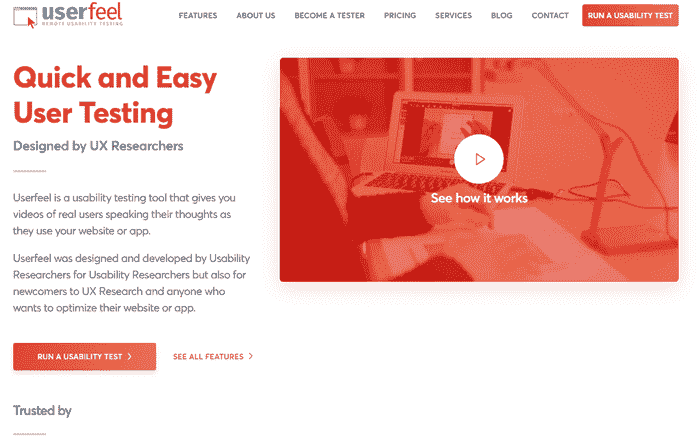 userfeel
REMOTE USABILITY TESTING
FEATURES ABOUT US BECOME A TESTER PRICING SERVICES BLOG CONTACT RUN A USABILITY TEST
Quick and Easy
User Testing
Designed by UX Researchers
See how it works
Userfeel is a usability testing tool that gives you
videos of real users speaking their thoughts as
they use your website or app.
Userfeel was designed and developed by Usability
Researchers for Usability Researchers but also for
newcomers to UX Research and anyone who
wants to optimize their website or app.
RUN A USABILITY TEST SEE ALL FEATURES
Trusted by